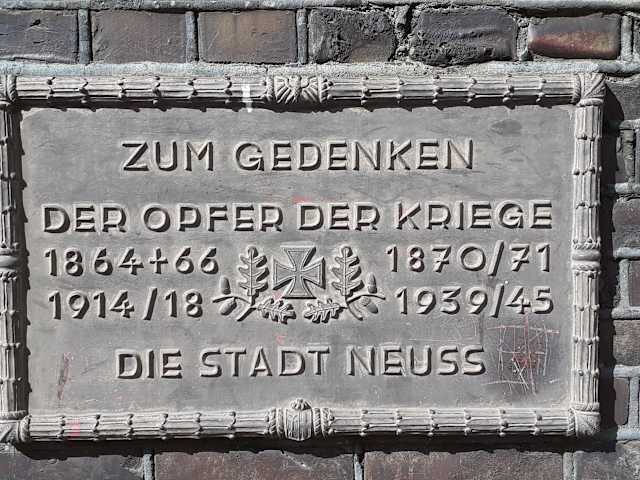 ZUM GEDENKEN
DER OPFER DER KRIEGE
1864+66 1870/71
1914/18 1939/45
DIE STADT NEUSS